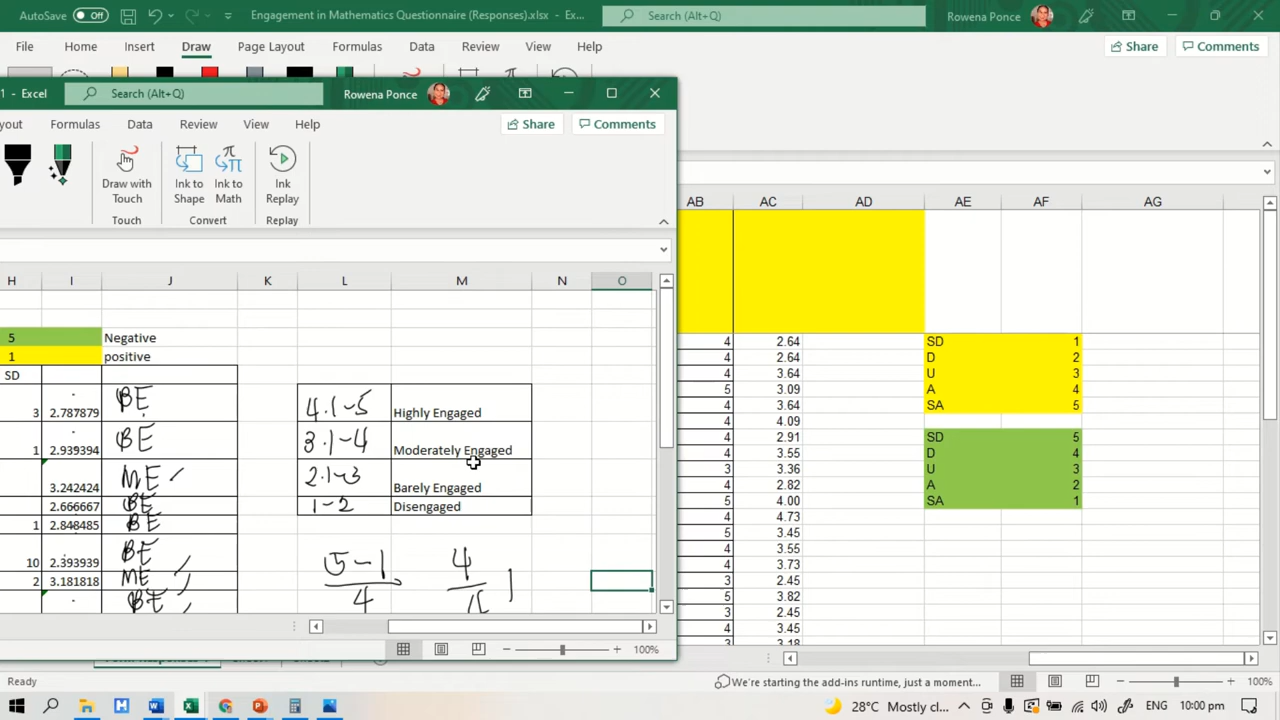 AutoSave Off Engagement in Mathematics Questionnaire (Responses).xlsx - Exc... Search (Alt+Q) Rowena Ponce
File Home Insert Draw Page Layout Formulas Data Review View Help Share Comments
1 - Excel Search (Alt+Q) Rowena Ponce
yout Formulas Data Review View Help Share Comments
Draw with Touch
Ink to Shape
Ink to Math
Ink Replay
Touch Convert Replay
H I J K L M N O
5 Negative
1 positive
SD
3 2.787879 BE 4.1-5 Highly Engaged
1 2.939394 BE 3.1-4 Moderately Engaged
3.242424 ME 2.1-3 Barely Engaged
2.666667 BE 1-2 Disengaged
1 2.848485 BE
10 2.393939 BE
2 3.181818 ME
BE
5-1
4
4
100%
AB AC AD AE AF AG
4 2.64 SD 1
4 2.64 D 2
4 3.64 U 3
5 3.09 A 4
4 3.64 SA 5
4 4.09
4 2.91 SD 5
4 3.55 D 4
4 3.36 U 3
4 2.82 A 2
5 4.00 SA 1
4 4.73
5 3.45
4 3.55
4 3.73
3 2.45
5 3.82
3 2.45
4 3.45
3 3.18
Ready We're starting the add-ins runtime, just a moment... 100%
28°C Mostly cl... ENG 10:00 pm